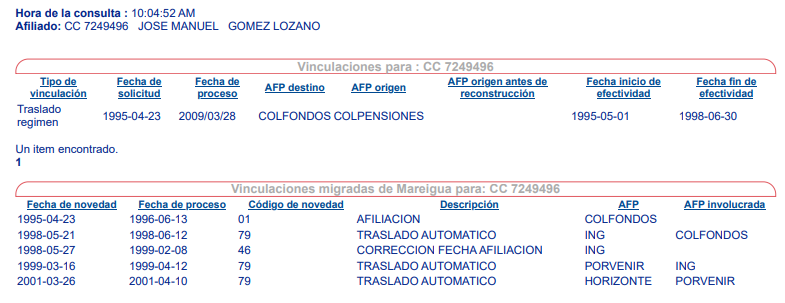 Hora de la consulta : 10:04:52 AM
Afiliado: CC 7249496 JOSE MANUEL GOMEZ LOZANO
Vinculaciones para : CC 7249496
Tipo de vinculación Fecha de solicitud Fecha de proceso AFP destino AFP origen AFP origen antes de reconstrucción Fecha inicio de efectividad Fecha fin de efectividad
Traslado regimen 1995-04-23 2009/03/28 COLFONDOS COLPENSIONES 1995-05-01 1998-06-30
Un item encontrado.
1
Vinculaciones migradas de Mareigua para: CC 7249496
Fecha de novedad Fecha de proceso Código de novedad Descripción AFP AFP involucrada
1995-04-23 1996-06-13 01 AFILIACION COLFONDOS
1998-05-21 1998-06-12 79 TRASLADO AUTOMATICO ING COLFONDOS
1998-05-27 1999-02-08 46 CORRECCION FECHA AFILIACION ING
1999-03-16 1999-04-12 79 TRASLADO AUTOMATICO PORVENIR ING
2001-03-26 2001-04-10 79 TRASLADO AUTOMATICO HORIZONTE PORVENIR